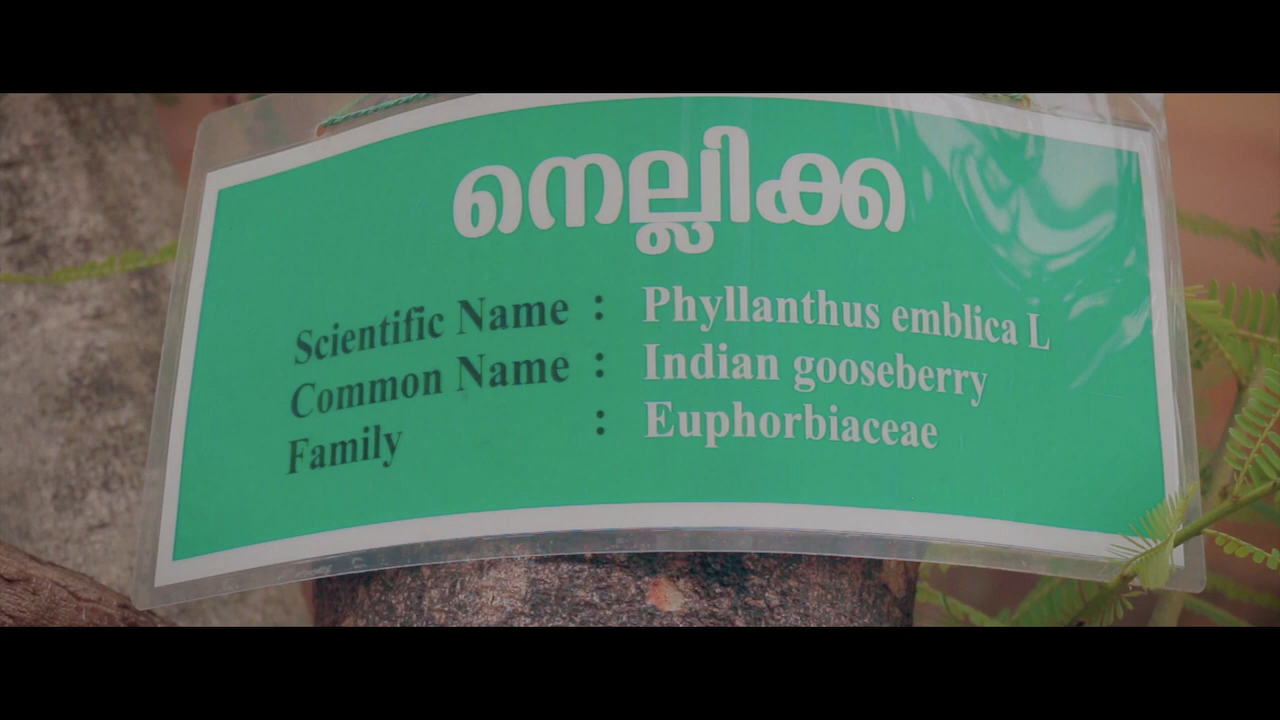 നെല്ലിക്ക
Scientific Name : Phyllanthus emblica L
Common Name : Indian gooseberry
Family : Euphorbiaceae